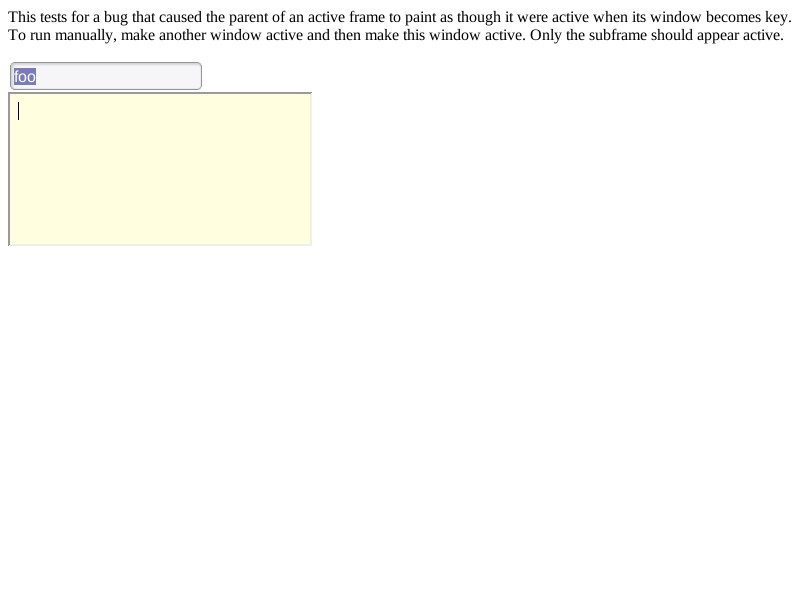 This tests for a bug that caused the parent of an active frame to paint as though it were active when its window becomes key.
To run manually, make another window active and then make this window active. Only the subframe should appear active.
foo